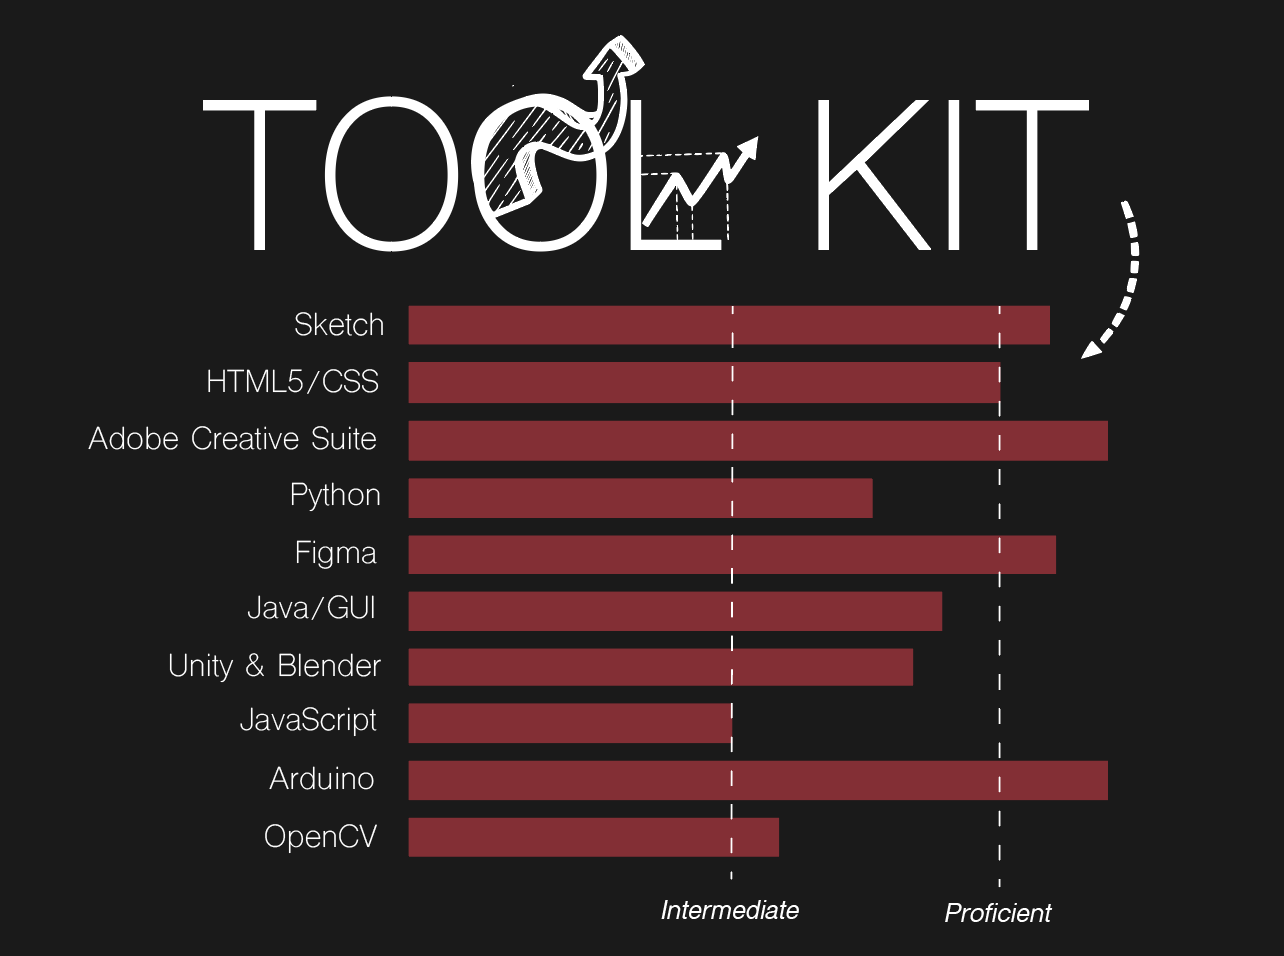 TOOL KIT
Sketch
HTML5/CSS
Adobe Creative Suite
Python
Figma
Java/GUI
Unity & Blender
JavaScript
Arduino
OpenCV
Intermediate
Proficient